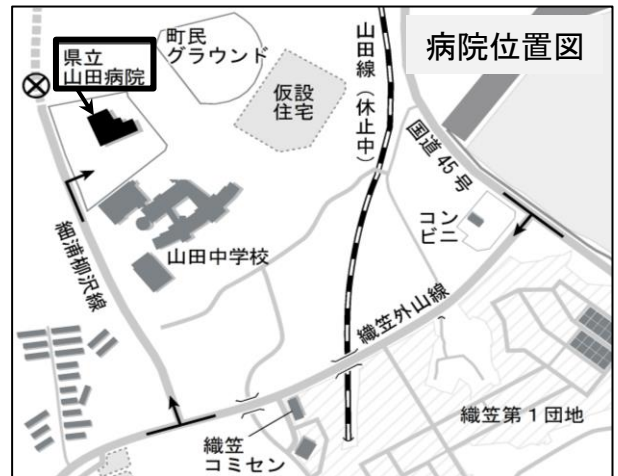 病院位置図
県立
山田病院
町民
グラウンド
仮設
住宅
山田線（休止中）
国道45号
コン
ビニ
山田中学校
細浦柳沢線
織笠外山線
織笠第１団地
織笠
コミセン